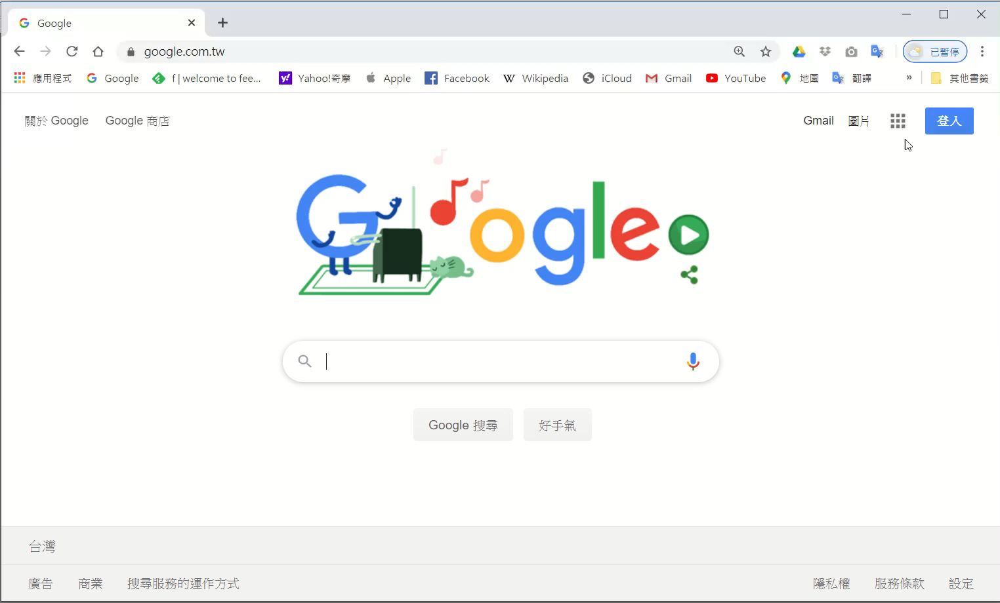 Google
google.com.tw
已暫停
應用程式 Google f | welcome to fee... Yahoo!奇摩 Apple Facebook Wikipedia iCloud Gmail YouTube 地圖 翻譯 » 其他書籤
關於 Google Google 商店 Gmail 圖片 登入
Google
Google 搜尋 好手氣
台灣
廣告 商業 搜尋服務的運作方式 隱私權 服務條款 設定